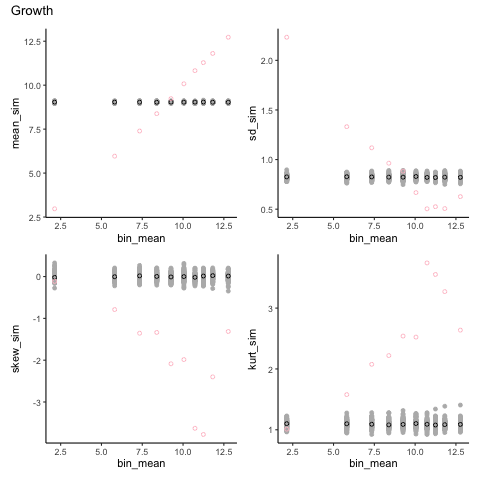 Growth
mean_sim
12.5
10.0
7.5
5.0
2.5
2.5 5.0 7.5 10.0 12.5
bin_mean
sd_sim
2.0
1.5
1.0
0.5
2.5 5.0 7.5 10.0 12.5
bin_mean
skew_sim
0
-1
-2
-3
2.5 5.0 7.5 10.0 12.5
bin_mean
kurt_sim
3
2
1
2.5 5.0 7.5 10.0 12.5
bin_mean